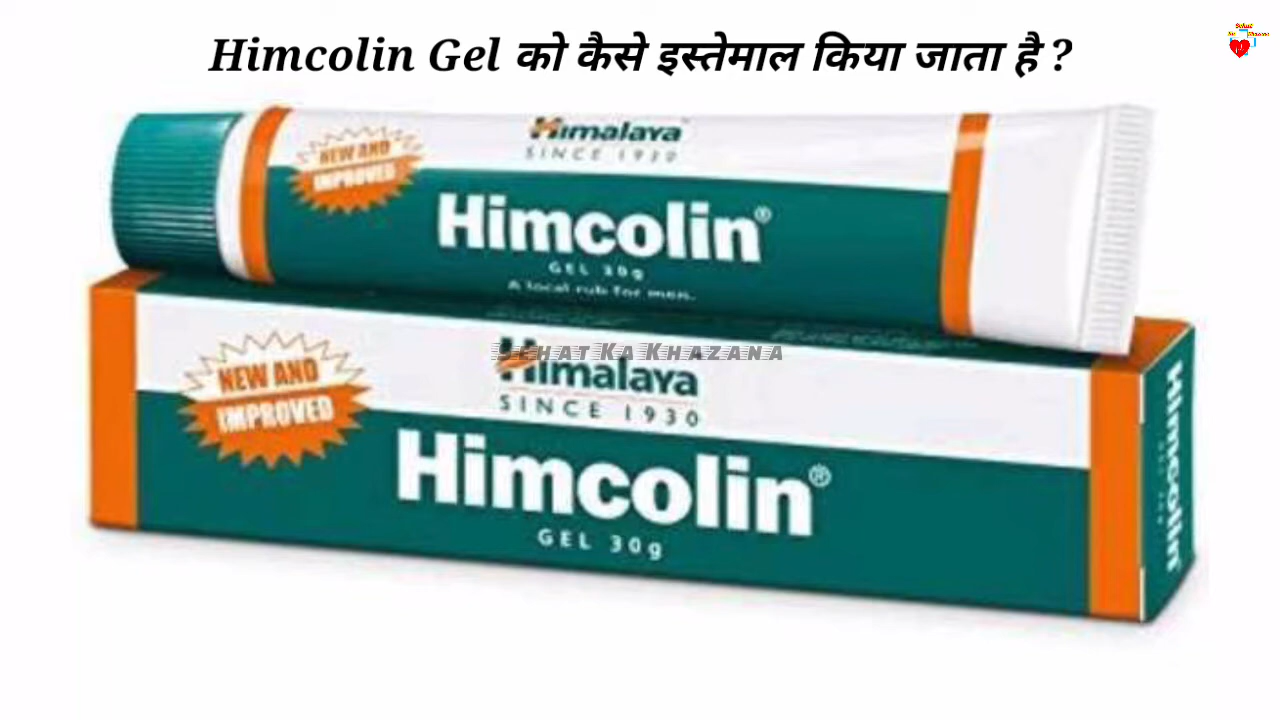 Himcolin Gel को कैसे इस्तेमाल किया जाता है ?
Himalaya
SINCE 1930
NEW AND
IMPROVED
Himcolin®
GEL 30g
A local rub for men.
SEHAT KA KHAZANA
Himalaya
SINCE 1930
NEW AND
IMPROVED
Himcolin®
GEL 30g
Himcolin